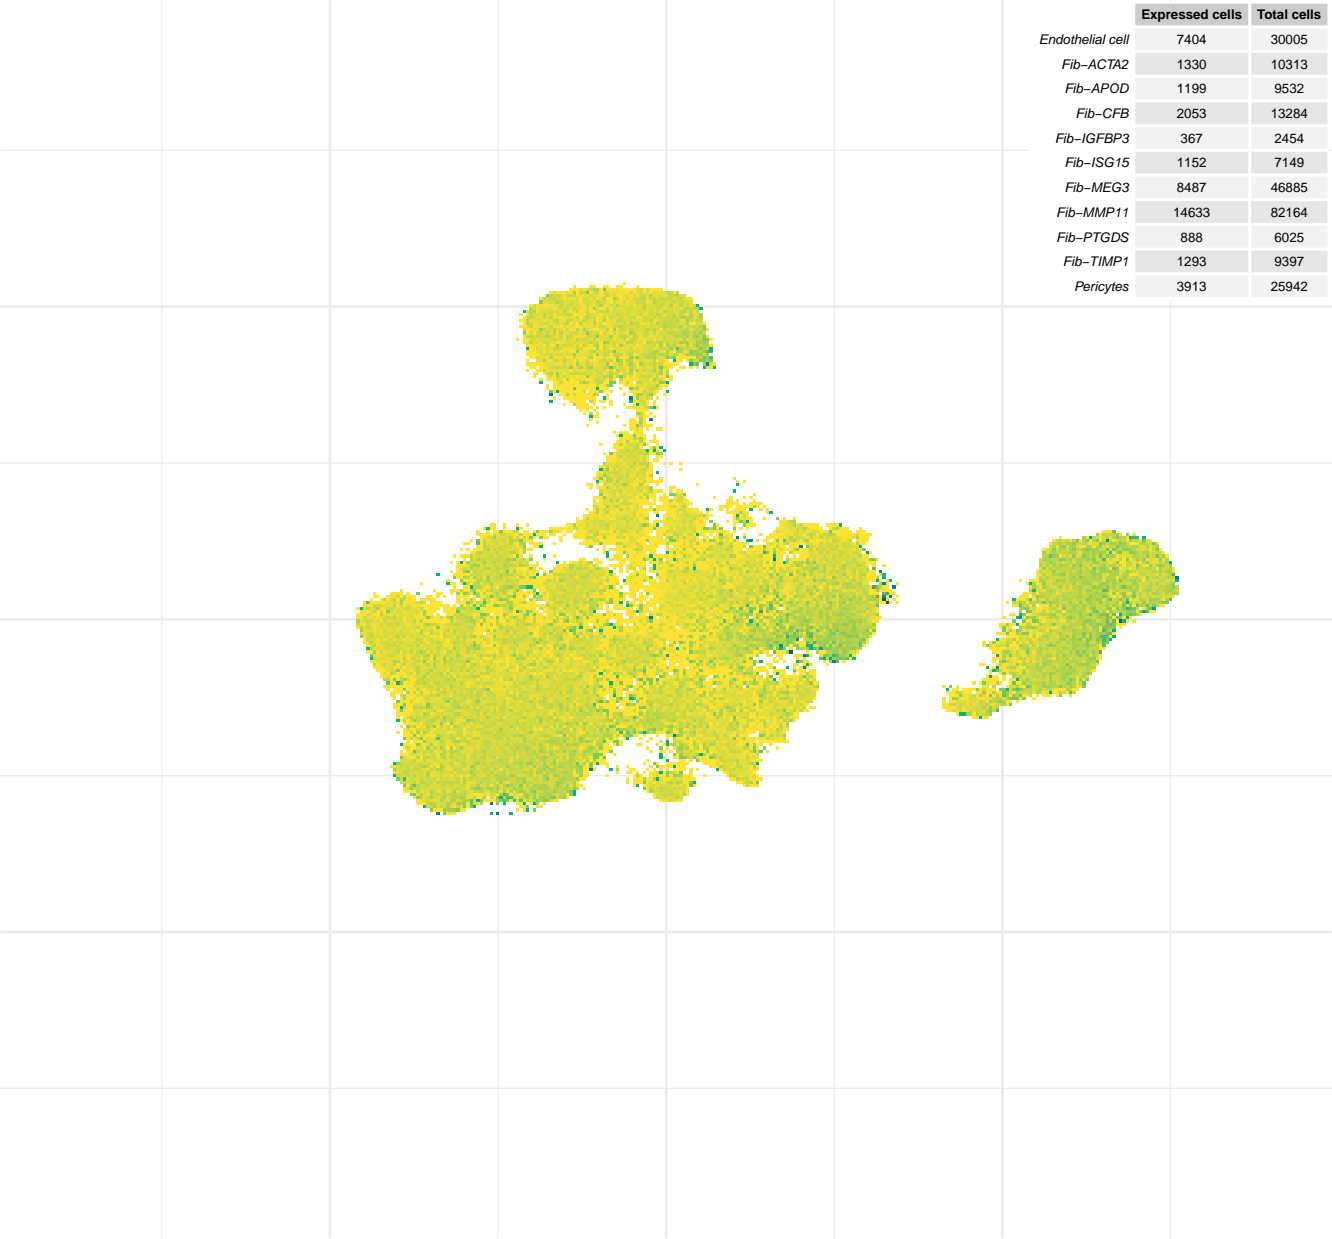 Expressed cells Total cells
Endothelial cell 7404 30005
Fib−ACTA2 1330 10313
Fib−APOD 1199 9532
Fib−CFB 2053 13284
Fib−IGFBP3 367 2454
Fib−ISG15 1152 7149
Fib−MEG3 8487 46885
Fib−MMP11 14633 82164
Fib−PTGDS 888 6025
Fib−TIMP1 1293 9397
Pericytes 3913 25942